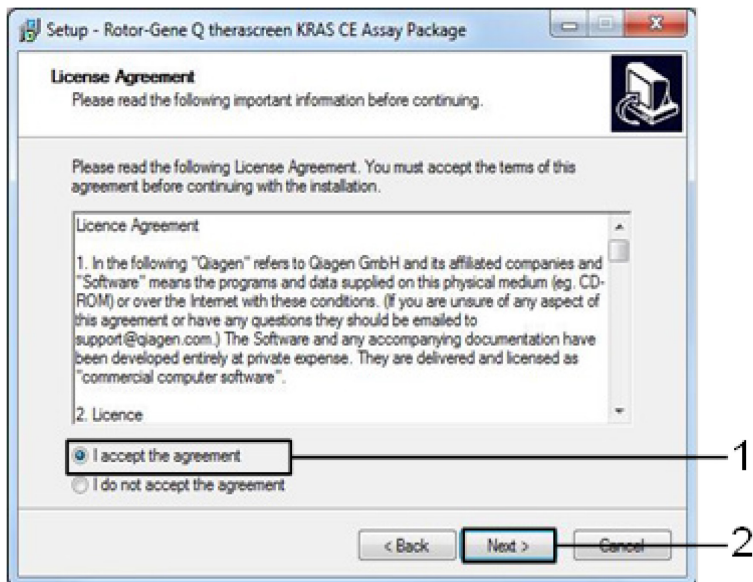 Setup - Rotor-Gene Q therascreen KRAS CE Assay Package
License Agreement
Please read the following important information before continuing.
Please read the following License Agreement. You must accept the terms of this
agreement before continuing with the installation.
Licence Agreement
1. In the following "Qiagen" refers to Qiagen GmbH and its affiliated companies and
"Software" means the programs and data supplied on this physical medium (eg. CD-
ROM) or over the Internet with these conditions. (If you are unsure of any aspect of
this agreement or have any questions they should be emailed to
support@qiagen.com.) The Software and any accompanying documentation have
been developed entirely at private expense. They are delivered and licensed as
"commercial computer software".
2. Licence
I accept the agreement
1
I do not accept the agreement
< Back Next > Cancel
2